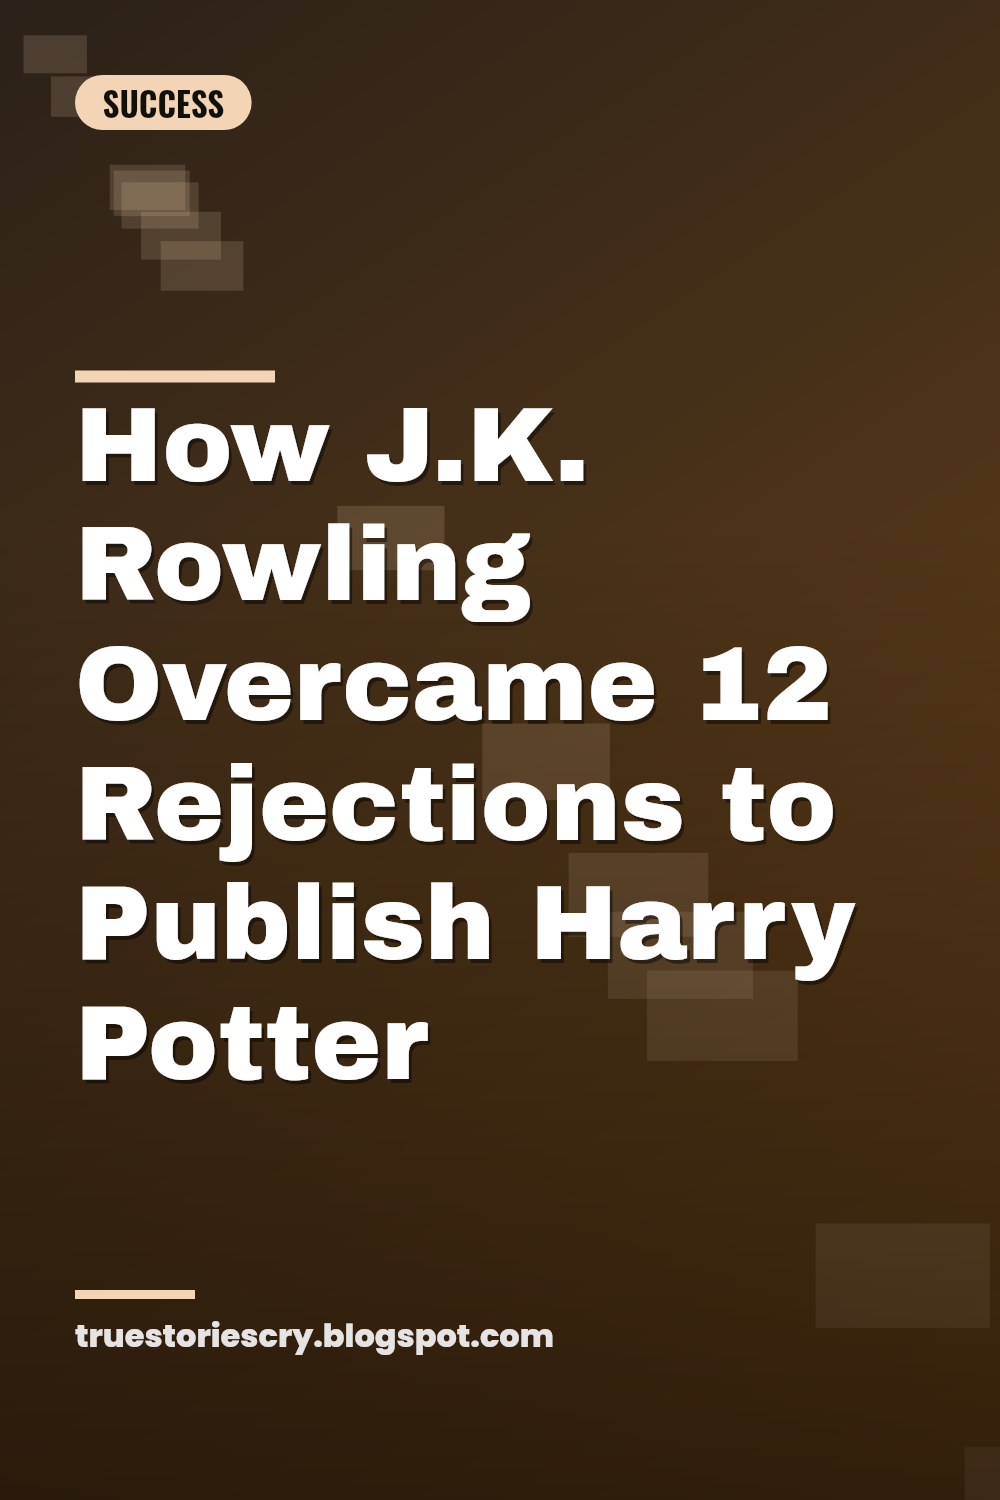 SUCCESS
How J.K.
Rowling
Overcame 12
Rejections to
Publish Harry
Potter
truestoriescry.blogspot.com